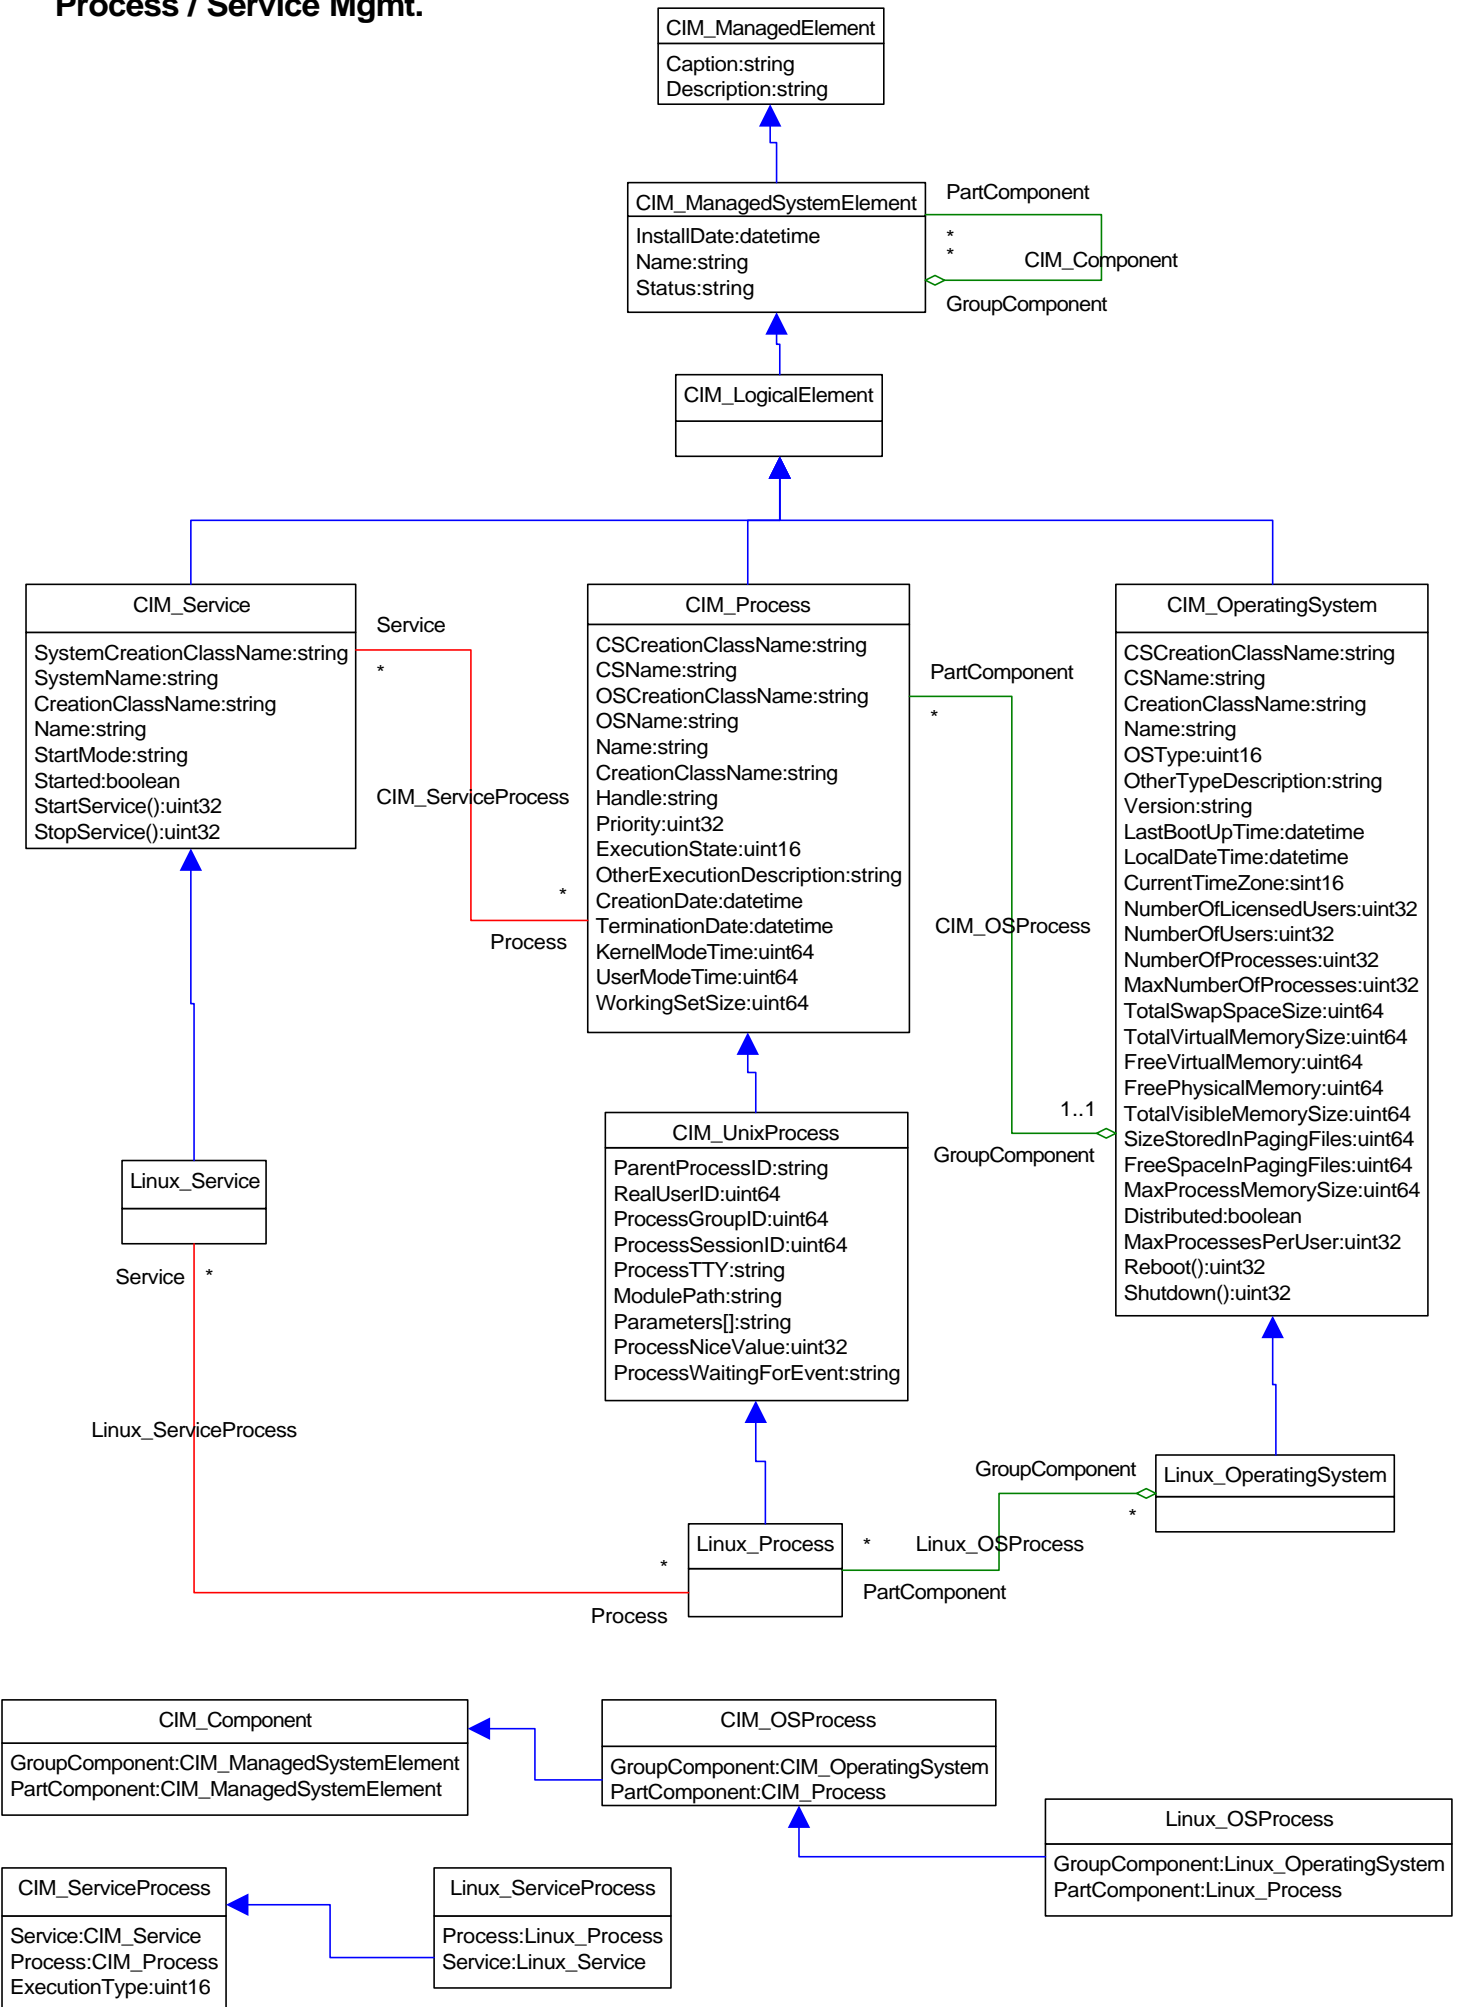 Process / Service Mgmt.
CIM_ManagedElement
Caption:string
Description:string
CIM_ManagedSystemElement
InstallDate:datetime
Name:string
Status:string
PartComponent
*
*
CIM_Component
GroupComponent
CIM_LogicalElement
CIM_Service
SystemCreationClassName:string
SystemName:string
CreationClassName:string
Name:string
StartMode:string
Started:boolean
StartService():uint32
StopService():uint32
Service
*
CIM_ServiceProcess
*
Process
CIM_Process
CSCreationClassName:string
CSName:string
OSCreationClassName:string
OSName:string
Name:string
CreationClassName:string
Handle:string
Priority:uint32
ExecutionState:uint16
OtherExecutionDescription:string
CreationDate:datetime
TerminationDate:datetime
KernelModeTime:uint64
UserModeTime:uint64
WorkingSetSize:uint64
PartComponent
*
CIM_OSProcess
1..1
GroupComponent
CIM_OperatingSystem
CSCreationClassName:string
CSName:string
CreationClassName:string
Name:string
OSType:uint16
OtherTypeDescription:string
Version:string
LastBootUpTime:datetime
LocalDateTime:datetime
CurrentTimeZone:sint16
NumberOfLicensedUsers:uint32
NumberOfUsers:uint32
NumberOfProcesses:uint32
MaxNumberOfProcesses:uint32
TotalSwapSpaceSize:uint64
TotalVirtualMemorySize:uint64
FreeVirtualMemory:uint64
FreePhysicalMemory:uint64
TotalVisibleMemorySize:uint64
SizeStoredInPagingFiles:uint64
FreeSpaceInPagingFiles:uint64
MaxProcessMemorySize:uint64
Distributed:boolean
MaxProcessesPerUser:uint32
Reboot():uint32
Shutdown():uint32
CIM_UnixProcess
ParentProcessID:string
RealUserID:uint64
ProcessGroupID:uint64
ProcessSessionID:uint64
ProcessTTY:string
ModulePath:string
Parameters[]:string
ProcessNiceValue:uint32
ProcessWaitingForEvent:string
Linux_Service
Service *
Linux_ServiceProcess
*
Process
Linux_Process
*
Linux_OSProcess
PartComponent
GroupComponent
*
Linux_OperatingSystem
CIM_Component
GroupComponent:CIM_ManagedSystemElement
PartComponent:CIM_ManagedSystemElement
CIM_OSProcess
GroupComponent:CIM_OperatingSystem
PartComponent:CIM_Process
Linux_OSProcess
GroupComponent:Linux_OperatingSystem
PartComponent:Linux_Process
CIM_ServiceProcess
Service:CIM_Service
Process:CIM_Process
ExecutionType:uint16
Linux_ServiceProcess
Process:Linux_Process
Service:Linux_Service